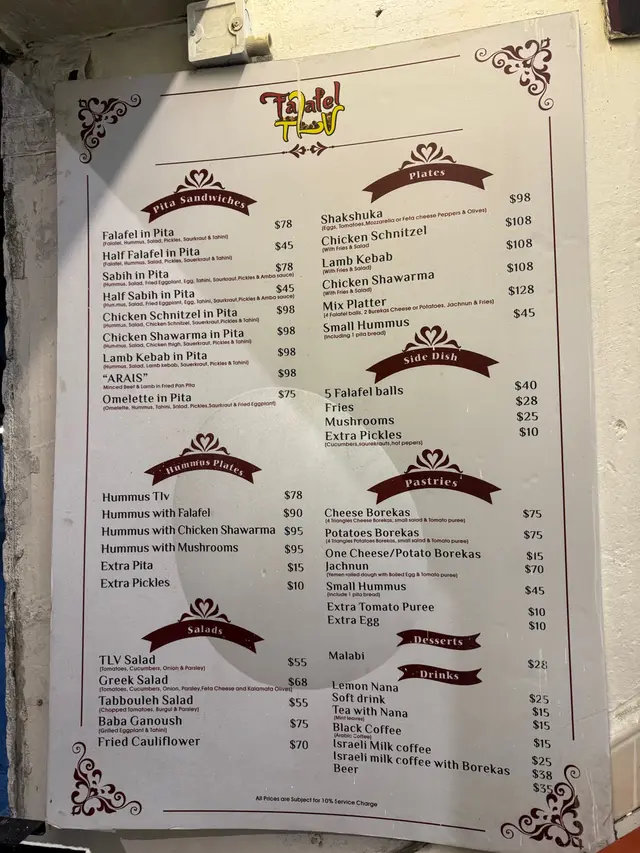 Falafel
TLV
Pita Sandwiches
Falafel in Pita $78
(Falafel, Hummus, Salad, Pickles, Saurkraut & Tahini)
Half Falafel in Pita $45
(Falafel, Hummus, Salad, Pickles, Saurkraut & Tahini)
Sabih in Pita $78
(Hummus, Salad, Fried Eggplant, Egg, Tahini, Saurkraut,Pickles & Amba sauce)
Half Sabih in Pita $45
(Hummus, Salad, Fried Eggplant, Egg, Tahini, Saurkraut,Pickles & Amba sauce)
Chicken Schnitzel in Pita $98
(Hummus, Salad, Chicken Schnitzel, Sauerkraut,Pickles & Tahini)
Chicken Shawarma in Pita $98
(Hummus, Salad, Chicken thigh, Sauerkraut, Pickles & Tahini)
Lamb Kebab in Pita $98
(Hummus, Salad, Lamb kebab, Sauerkraut, Pickles & Tahini)
“ARAIS” $98
Minced Beef & Lamb in Fried Pan Pita
Omelette in Pita $75
(Omelette, Hummus, Tahini, Salad, Pickles,Saurkraut & Fried Eggplant)
Hummus Plates
Hummus Tlv $78
Hummus with Falafel $90
Hummus with Chicken Shawarma $95
Hummus with Mushrooms $95
Extra Pita $15
Extra Pickles $10
Salads
TLV Salad $55
(Tomatoes, Cucumbers, Onion & Parsley)
Greek Salad $68
(Tomatoes, Cucumbers, Onion, Parsley,Feta Cheese and Kalamata Olives)
Tabbouleh Salad $55
(Chopped Tomatoes, Burgul & Parsley)
Baba Ganoush $75
(Grilled Eggplant & Tahini)
Fried Cauliflower $70
Plates
Shakshuka $98
(Eggs, Tomatoes,Mozzarella or Feta cheese Peppers & Olives)
Chicken Schnitzel $108
(With Fries & Salad
Lamb Kebab $108
(With Fries & Salad)
Chicken Shawarma $108
(With Fries & Salad)
Mix Platter $128
(4 Falafel balls, 2 Burekas Cheese or Potatoes, Jachnun & Fries)
Small Hummus $45
(Including 1 pita bread)
Side Dish
5 Falafel balls $40
Fries $28
Mushrooms $25
Extra Pickles $10
(Cucumbers,saurekrauts,hot pepers)
Pastries
Cheese Borekas $75
(4 Triangles Cheese Borekas, small salad & Tomato puree)
Potatoes Borekas $75
(4 Triangles Potatoes Borekas, small salad & Tomato puree)
One Cheese/Potato Borekas $15
Jachnun $70
(Yemen rolled dough with Boiled Egg & Tomato puree)
Small Hummus $45
(Include 1 pita bread)
Extra Tomato Puree $10
Extra Egg $10
Desserts
Malabi $28
Drinks
Lemon Nana $25
Soft drink $15
Tea with Nana $15
(Mint leaves)
Black Coffee $15
(Arabic Coffee)
Israeli Milk coffee $25
Israeli milk coffee with Borekas $38
Beer $35
All Prices are Subject for 10% Service Charge